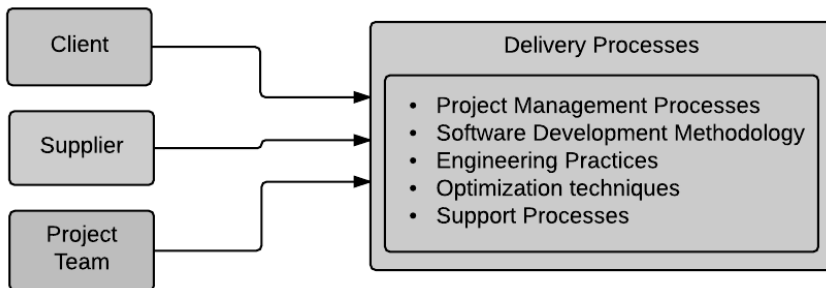 Client
Supplier
Project
Team
Delivery Processes
• Project Management Processes
• Software Development Methodology
• Engineering Practices
• Optimization techniques
• Support Processes